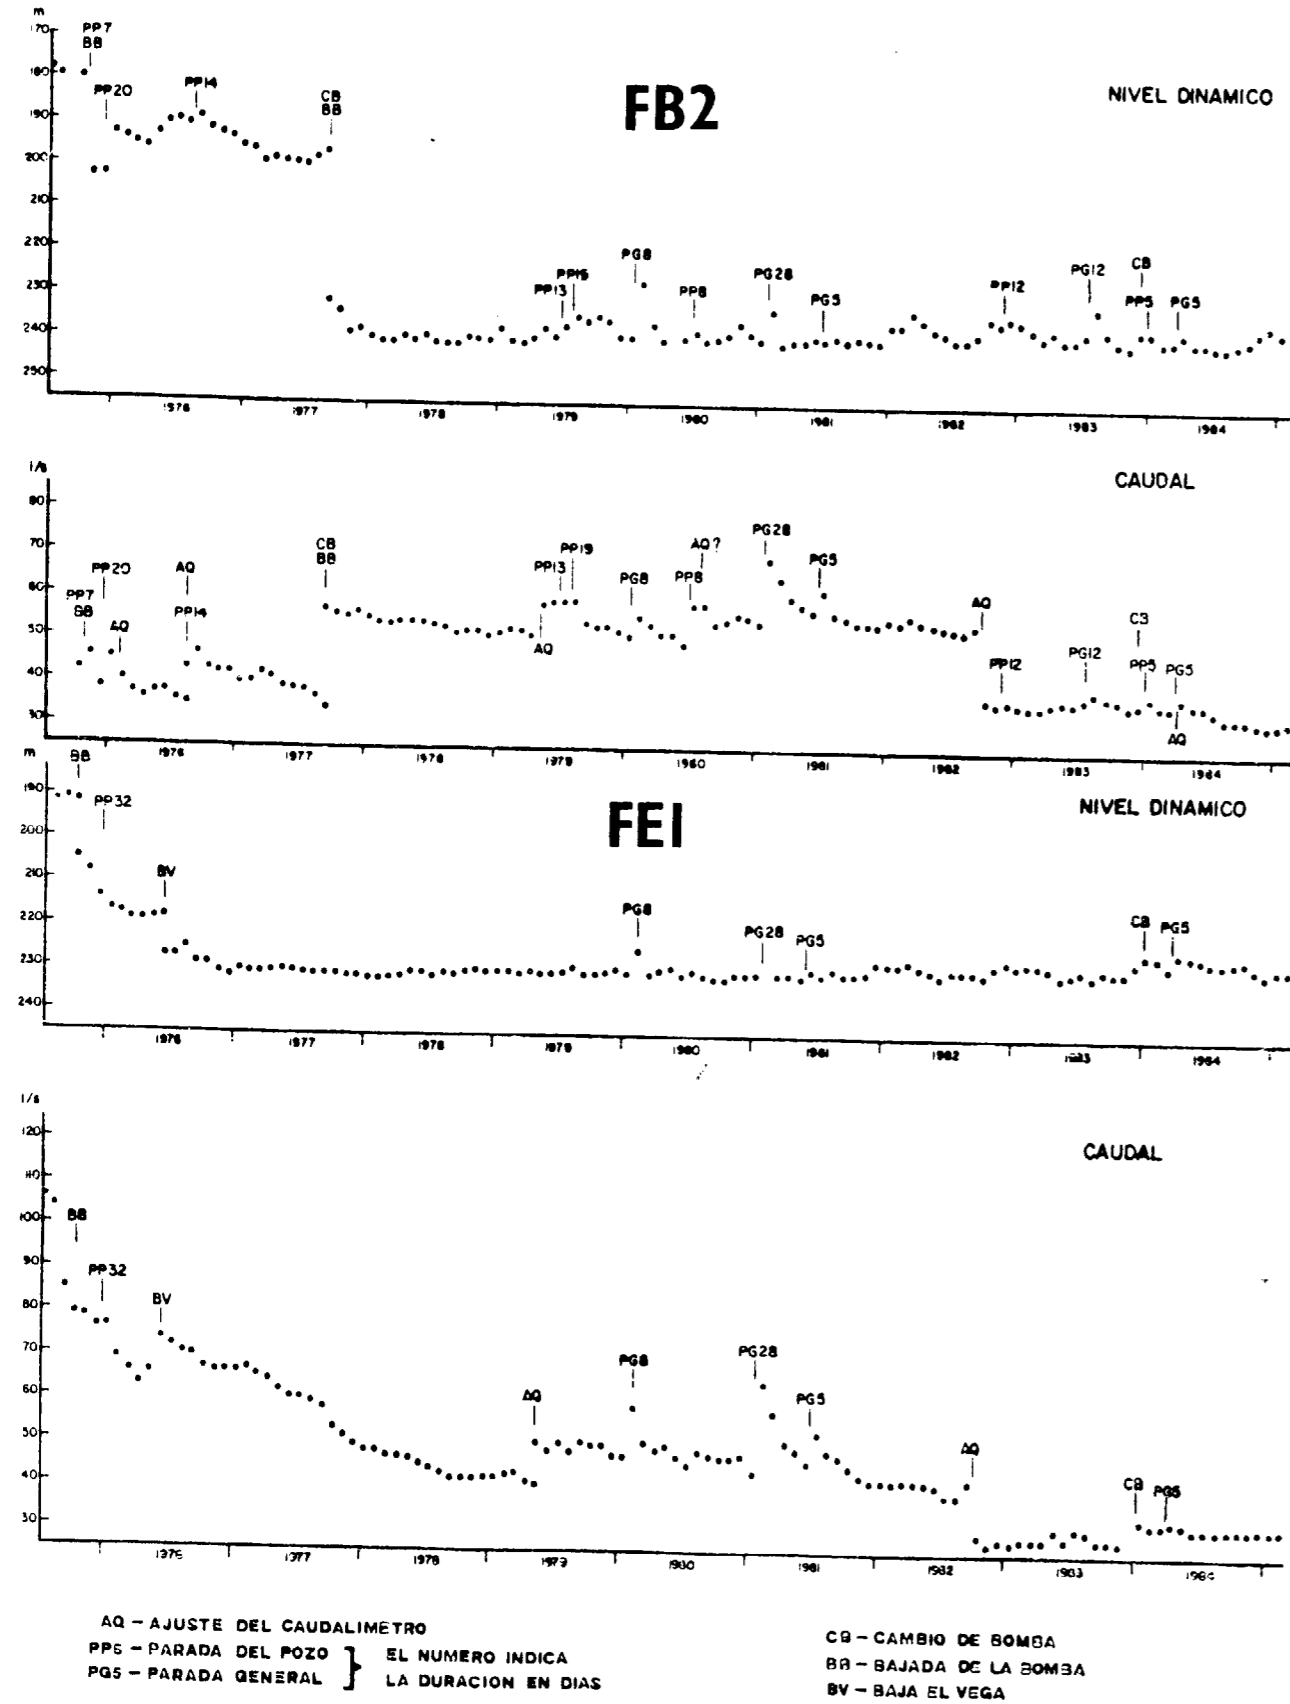 m
170
PP7
BB
180
PP20
PP14
190
CB
BB
200
210
220
230
240
250
FB2
NIVEL DINAMICO
PG8
PP13
PP15
PP8
PG28
PG5
PP12
PG12
CB
PP5
PG5
1976
1977
1978
1979
1980
1981
1982
1983
1984
l/s
CAUDAL
80
70
60
50
40
30
PP7
BB
PP20
AQ
AQ
PP14
CB
BB
PP13
PP19
AQ
PG8
PP8
AQ?
PG28
PG5
AQ
PP12
PG12
C3
PP5
PG5
AQ
1976
1977
1978
1979
1980
1981
1982
1983
1984
m
BB
190
PP32
200
210
BV
220
230
240
FE1
NIVEL DINAMICO
PG8
PG28
PG5
CB
PG5
1976
1977
1978
1979
1980
1981
1982
1983
1984
l/s
CAUDAL
120
110
100
90
80
70
60
50
40
30
BB
PP32
BV
AQ
PG8
PG28
PG5
AQ
CB
PG5
1976
1977
1978
1979
1980
1981
1982
1983
1984
AQ - AJUSTE DEL CAUDALIMETRO
PP5 - PARADA DEL POZO } EL NUMERO INDICA
PG5 - PARADA GENERAL } LA DURACION EN DIAS
CB - CAMBIO DE BOMBA
BB - BAJADA DE LA BOMBA
BV - BAJA EL VEGA